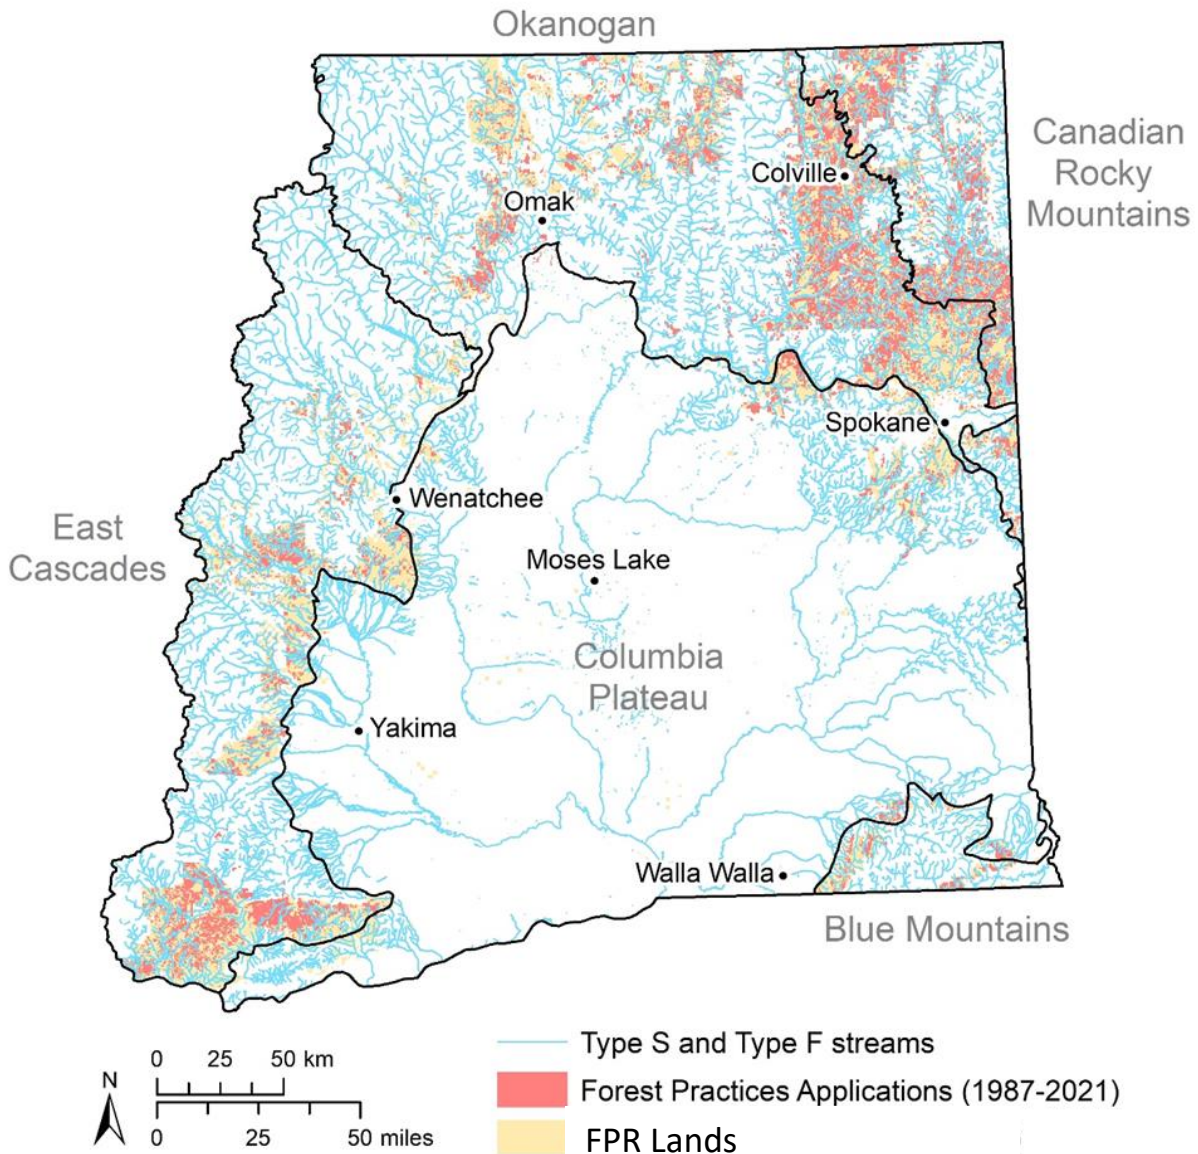 Okanogan
Canadian
Rocky
Mountains
Colville
Omak
Spokane
Wenatchee
East
Cascades
Moses Lake
Columbia
Plateau
Yakima
Walla Walla
Blue Mountains
0 25 50 km
N
0 25 50 miles
Type S and Type F streams
Forest Practices Applications (1987-2021)
FPR Lands